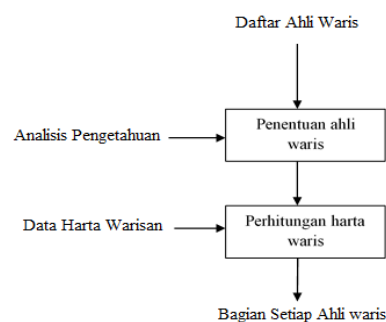 Daftar Ahli Waris
Analisis Pengetahuan
Penentuan ahli
waris
Data Harta Warisan
Perhitungan harta
waris
Bagian Setiap Ahli waris